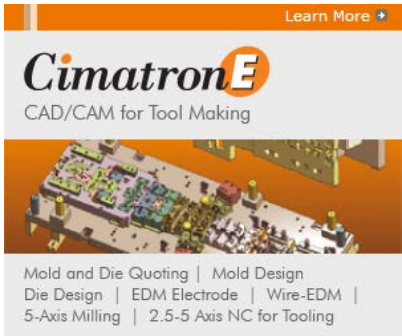 Learn More
CimatronE
CAD/CAM for Tool Making
Mold and Die Quoting | Mold Design
Die Design | EDM Electrode | Wire-EDM |
5-Axis Milling | 2.5-5 Axis NC for Tooling